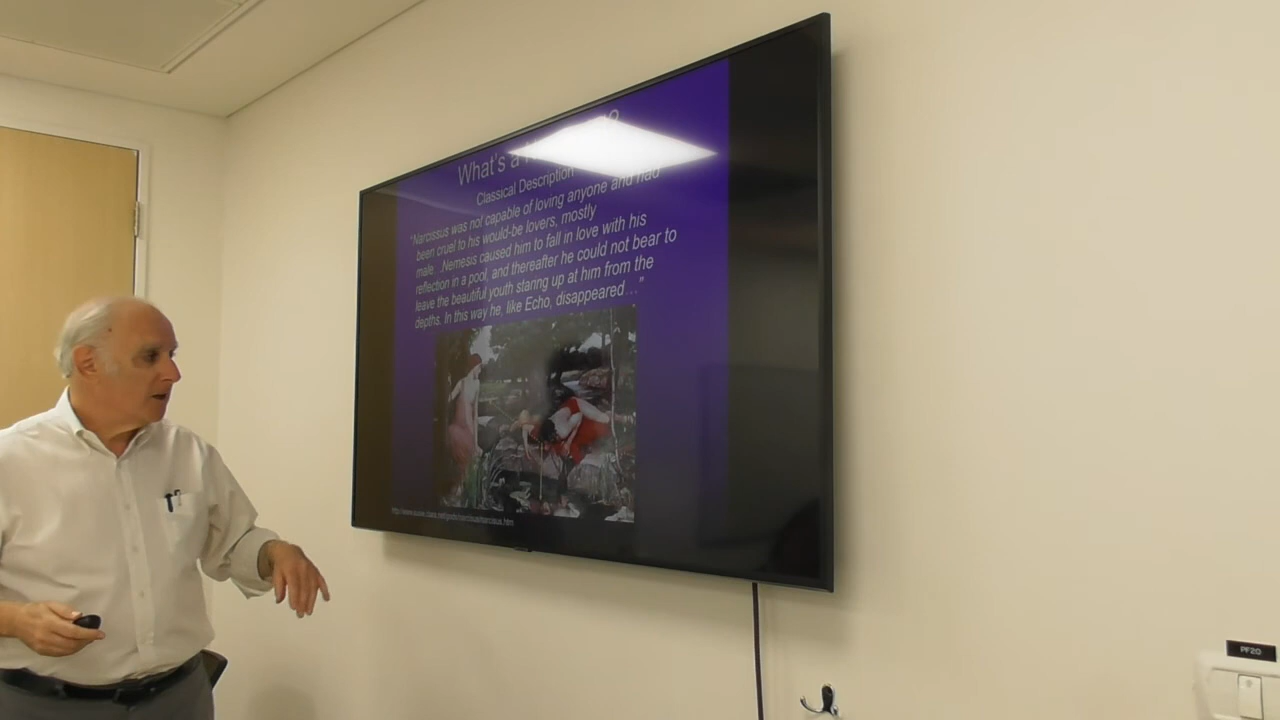 What's a
Classical Description
"Narcissus was not capable of loving anyone and had
been cruel to his would-be lovers, mostly
male...Nemesis caused him to fall in love with his
reflection in a pool, and thereafter he could not bear to
leave the beautiful youth staring up at him from the
depths. In this way he, like Echo, disappeared..."
PF20